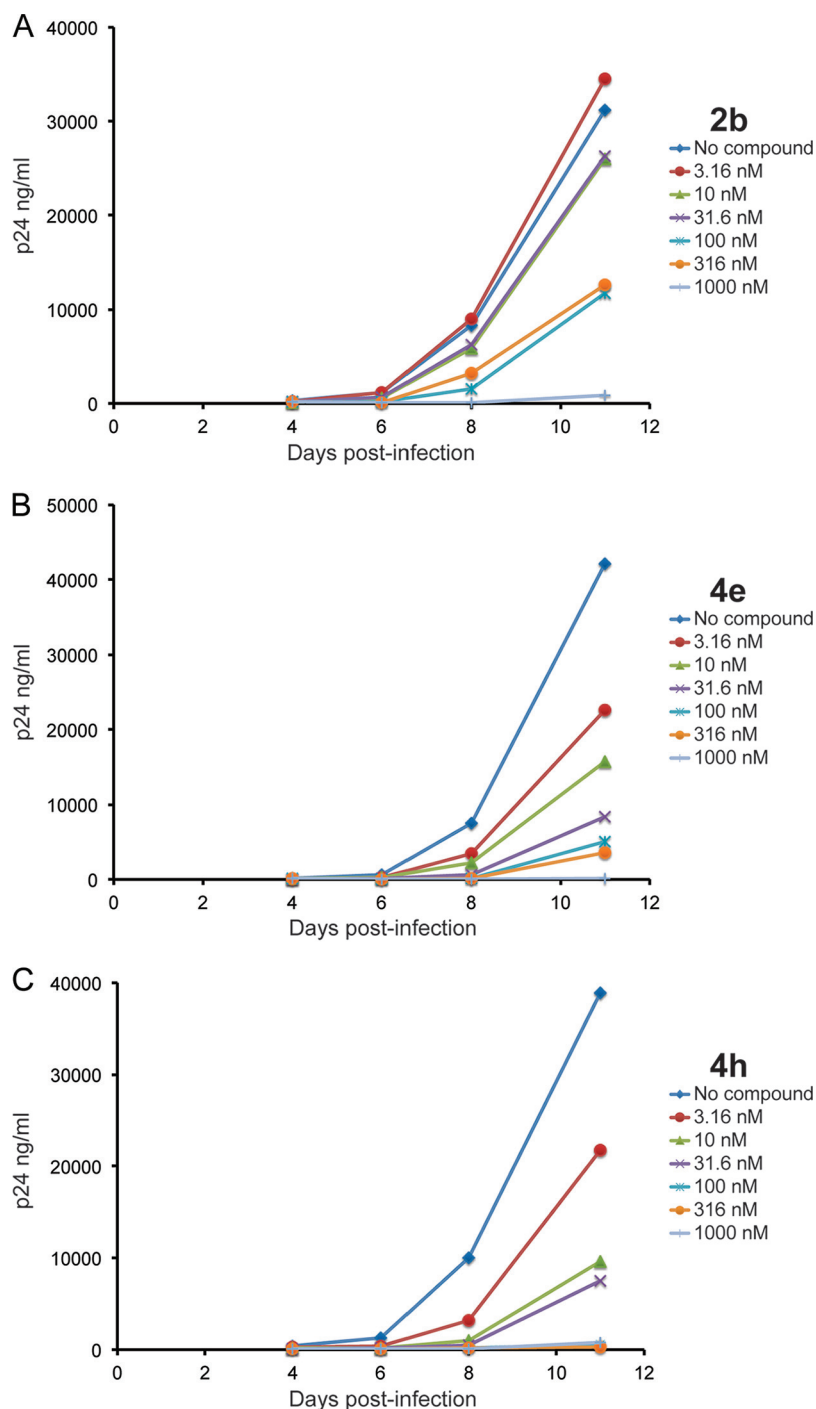 A
40000
30000
20000
10000
0
p24 ng/ml
0 2 4 6 8 10 12
Days post-infection
2b
No compound
3.16 nM
10 nM
31.6 nM
100 nM
316 nM
1000 nM
B
50000
40000
30000
20000
10000
0
p24 ng/ml
0 2 4 6 8 10 12
Days post-infection
4e
No compound
3.16 nM
10 nM
31.6 nM
100 nM
316 nM
1000 nM
C
40000
30000
20000
10000
0
p24 ng/ml
0 2 4 6 8 10 12
Days post-infection
4h
No compound
3.16 nM
10 nM
31.6 nM
100 nM
316 nM
1000 nM